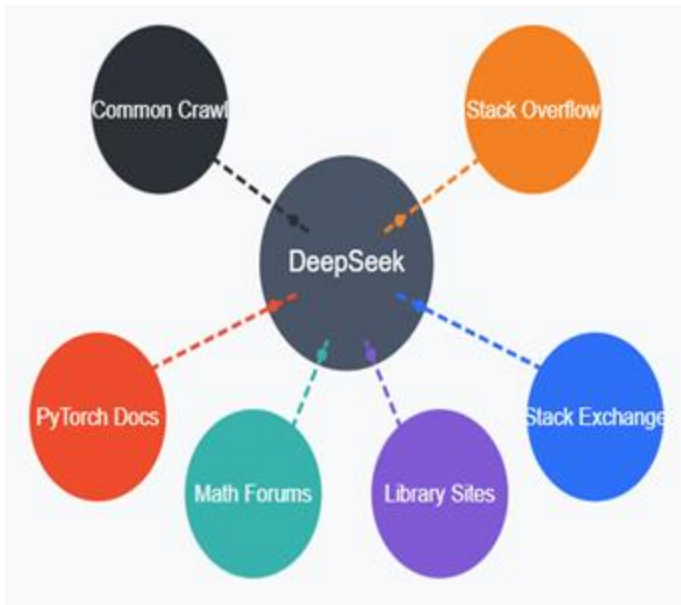 Common Crawl
Stack Overflow
DeepSeek
PyTorch Docs
Stack Exchange
Math Forums
Library Sites